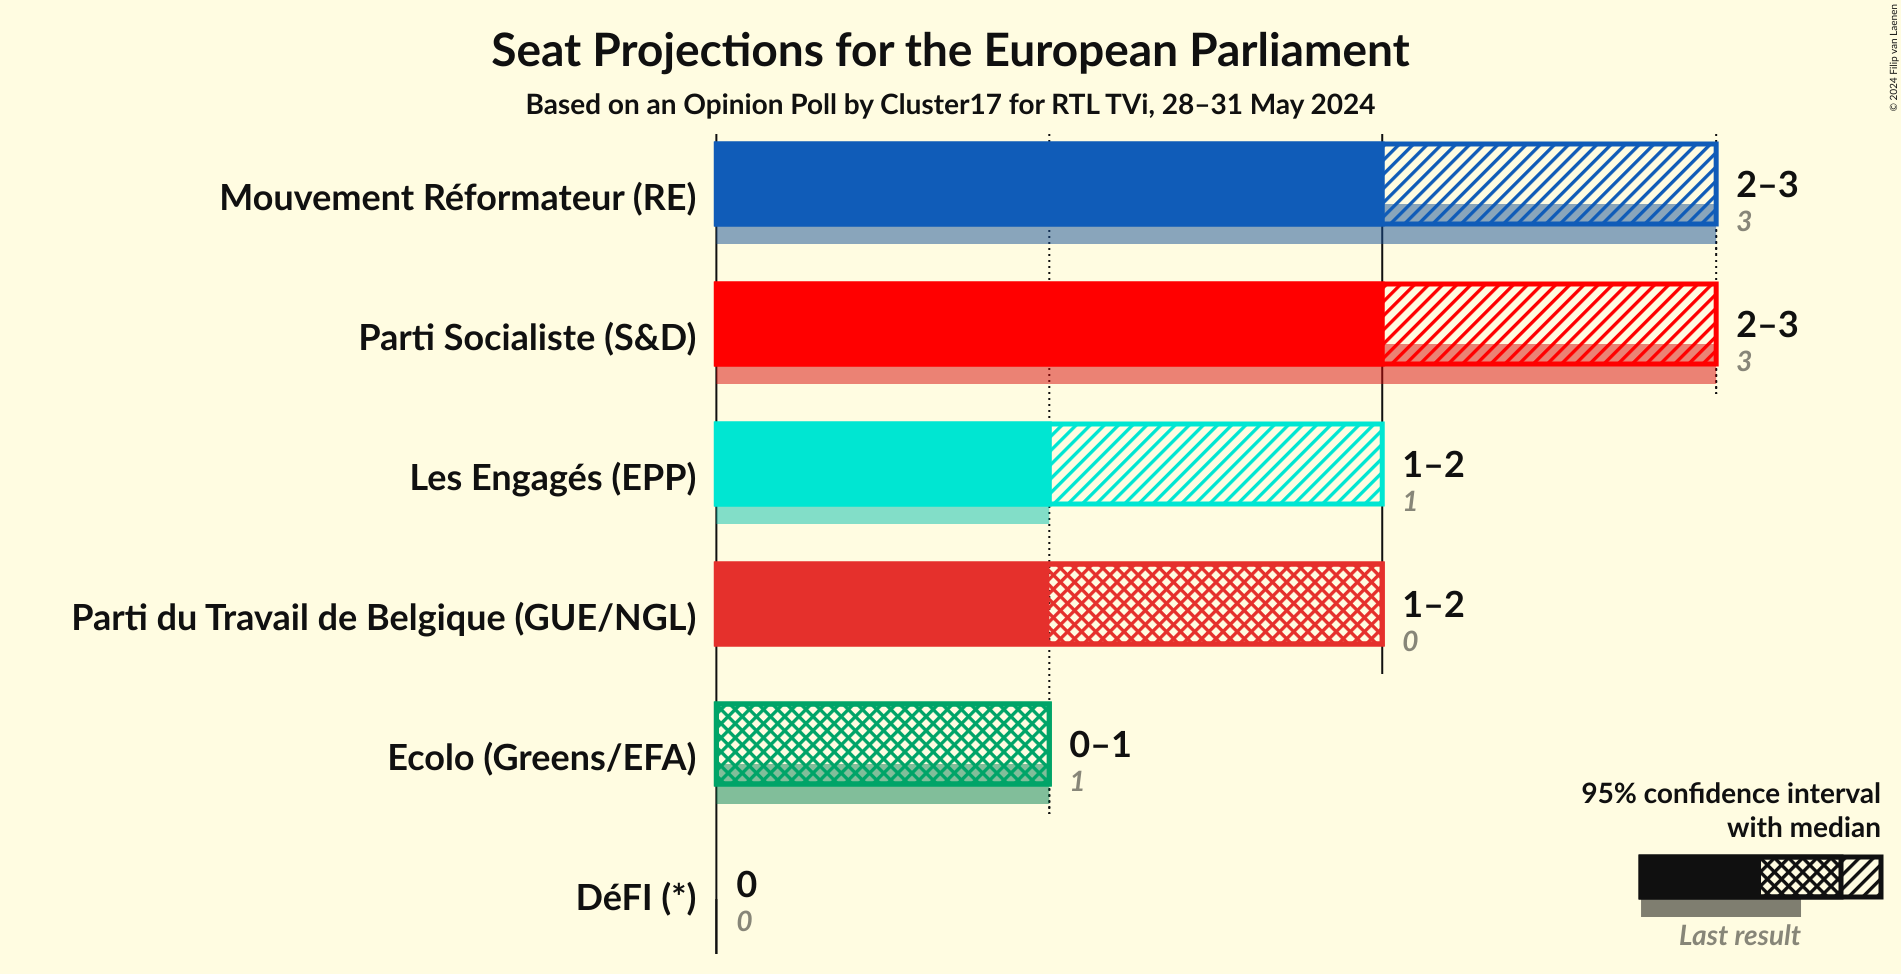 Seat Projections for the European Parliament
Based on an Opinion Poll by Cluster17 for RTL TVi, 28–31 May 2024
© 2024 Filip van Laenen
Mouvement Réformateur (RE)
2–3
3
Parti Socialiste (S&D)
2–3
3
Les Engagés (EPP)
1–2
1
Parti du Travail de Belgique (GUE/NGL)
1–2
0
Ecolo (Greens/EFA)
0–1
1
DéFI (*)
0
0
95% confidence interval
with median
Last result